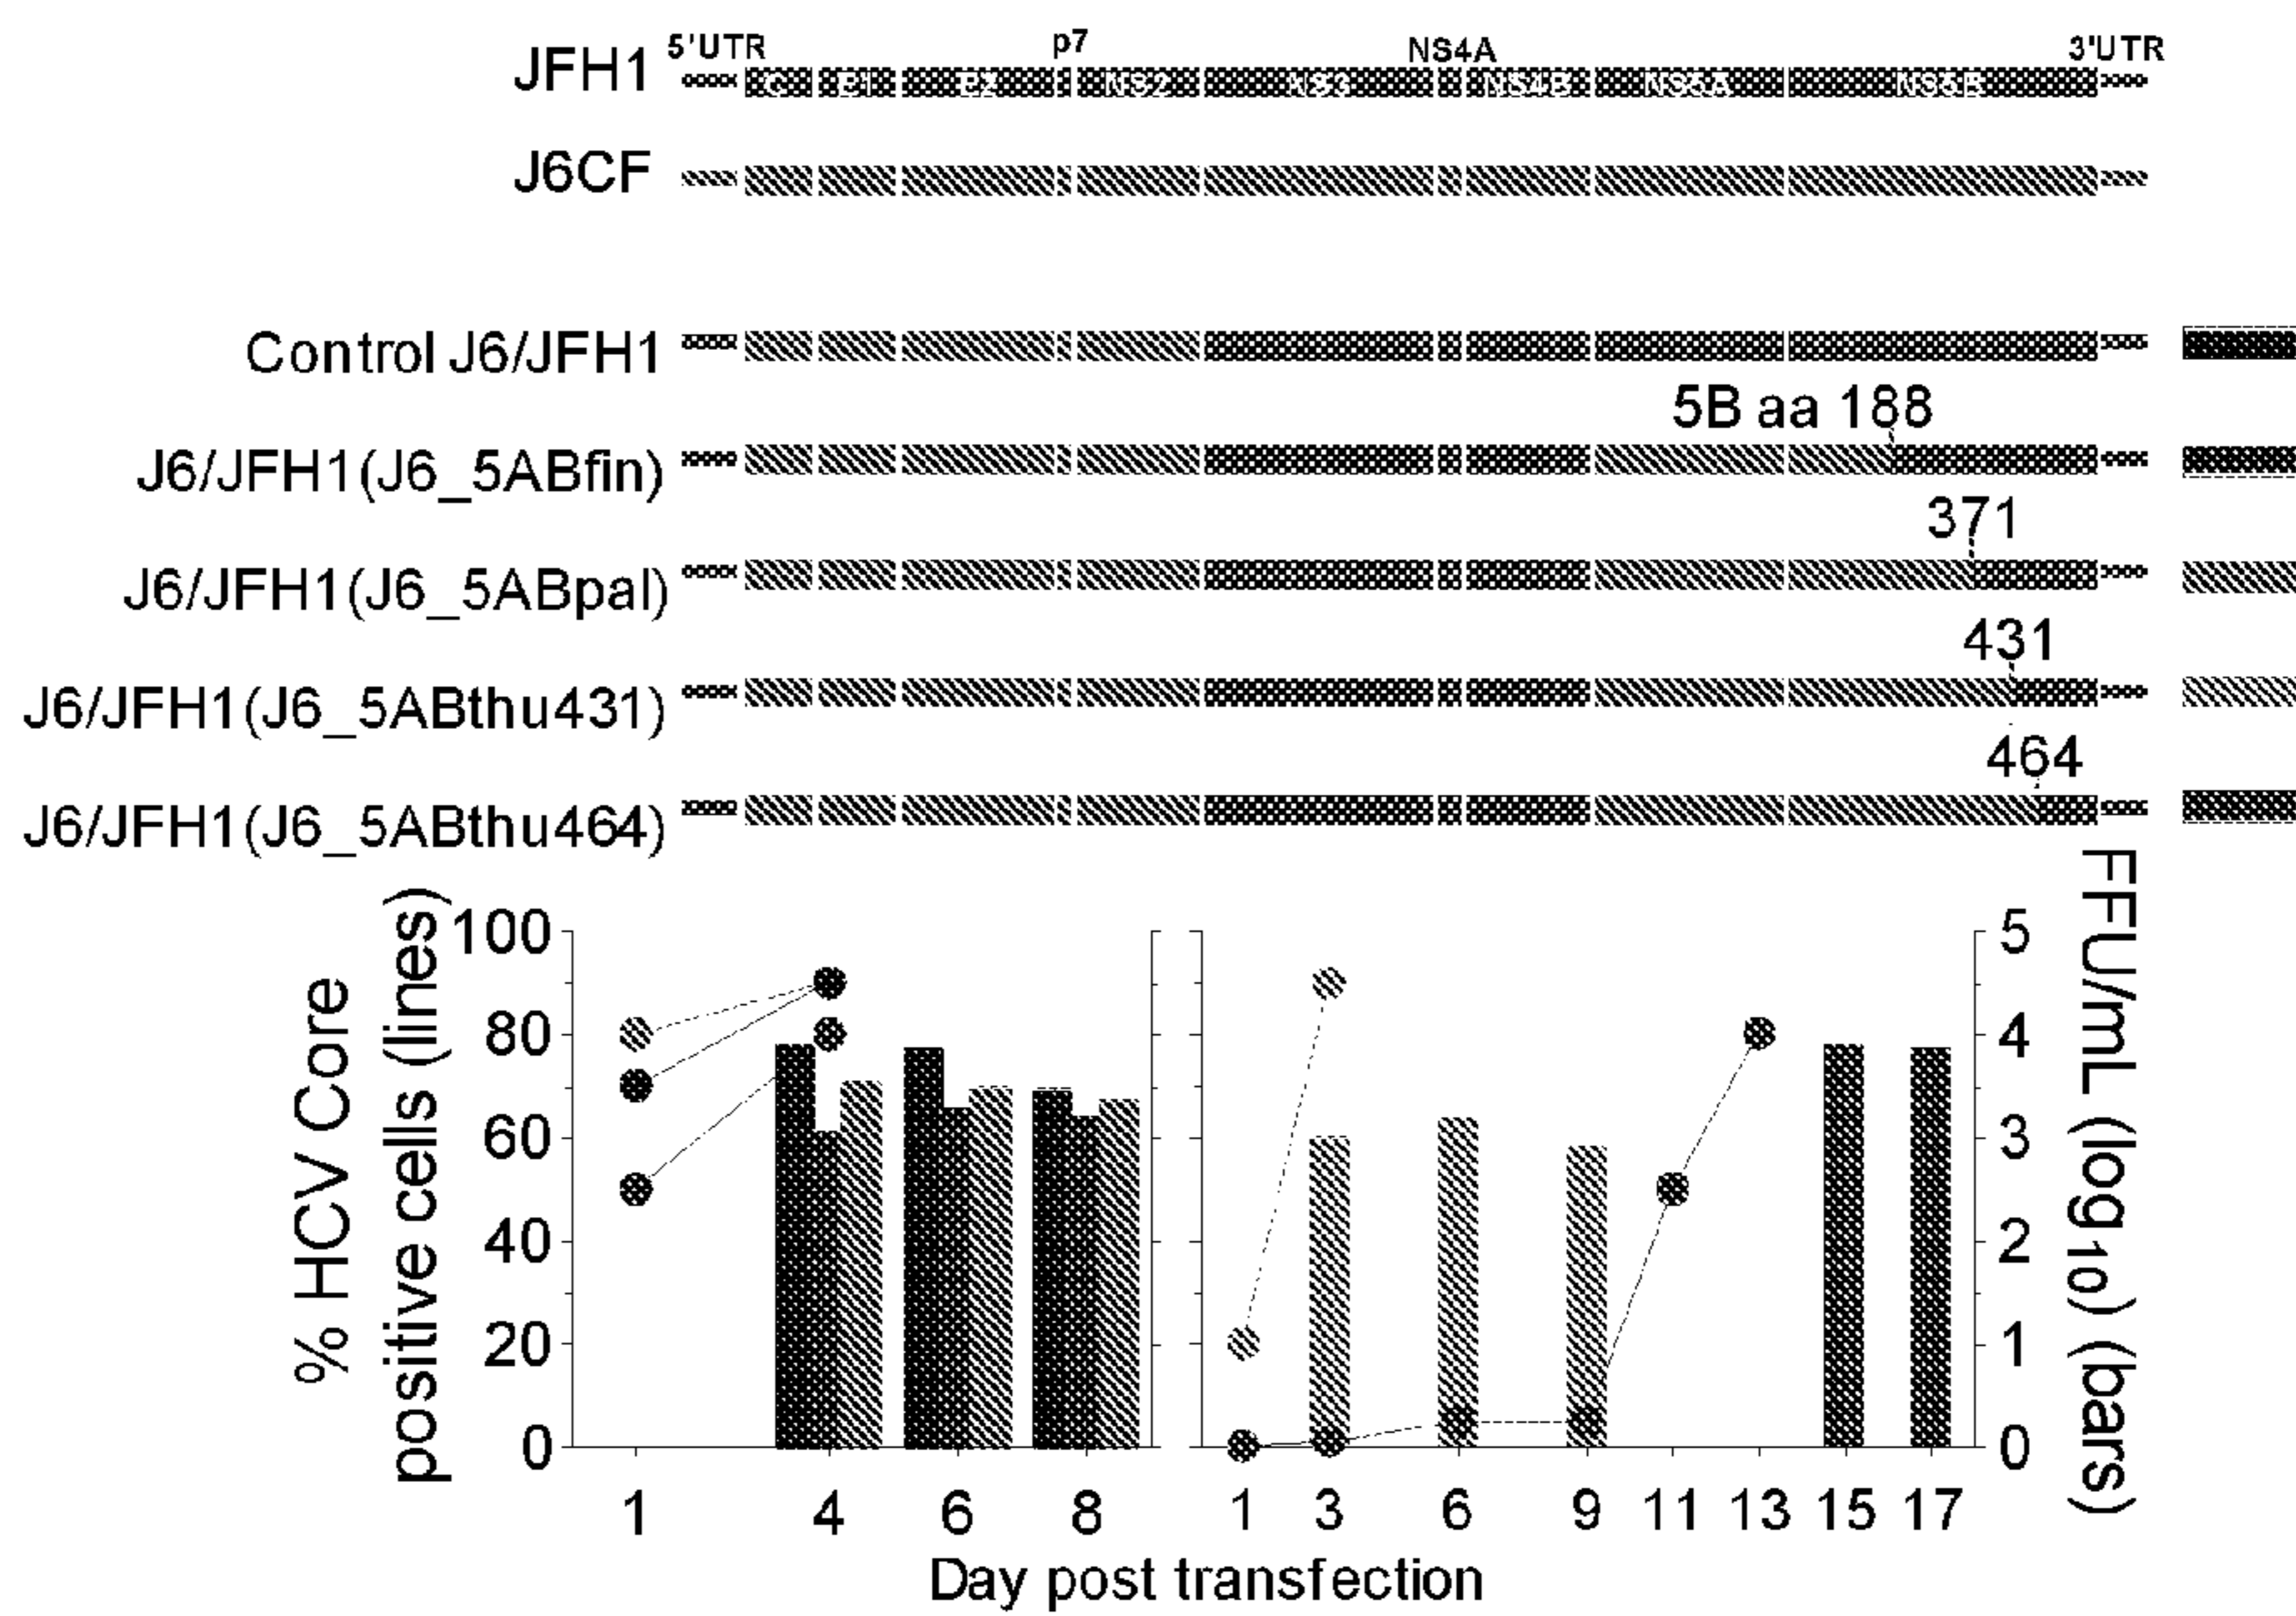 5'UTR p7 NS4A 3'UTR
JFH1 C E1 E2 NS2 NS3 NS4B NS5A NS5B
J6CF
Control J6/JFH1
5B aa 188
J6/JFH1(J6_5ABfin)
371
J6/JFH1(J6_5ABpal)
431
J6/JFH1(J6_5ABthu431)
464
J6/JFH1(J6_5ABthu464)
% HCV Core
positive cells (lines)
100
80
60
40
20
0
5
4
3
2
1
0
FFU/mL (log10) (bars)
1 4 6 8 1 3 6 9 11 13 15 17
Day post transfection